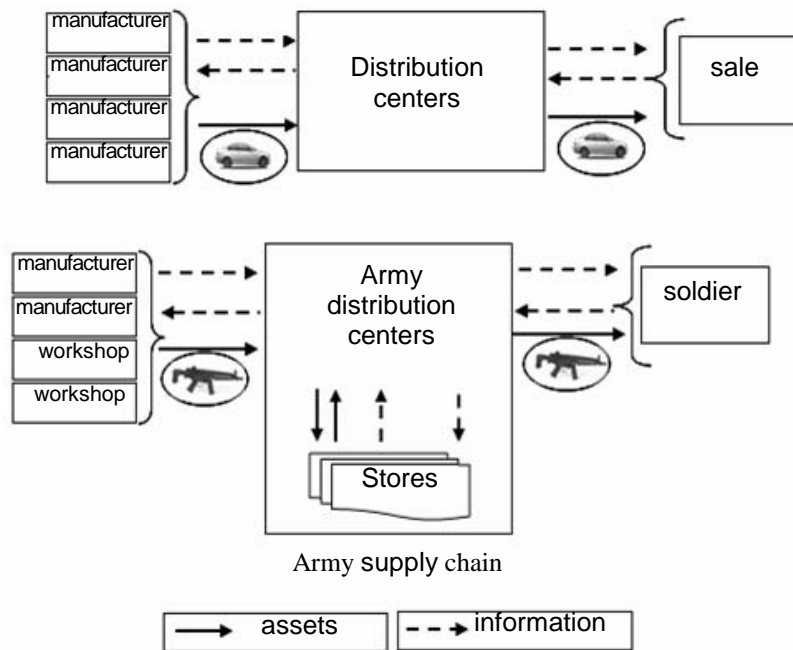 manufacturer
manufacturer
manufacturer
manufacturer
Distribution
centers
sale
manufacturer
manufacturer
workshop
workshop
Army
distribution
centers
Stores
soldier
Army supply chain
assets
information